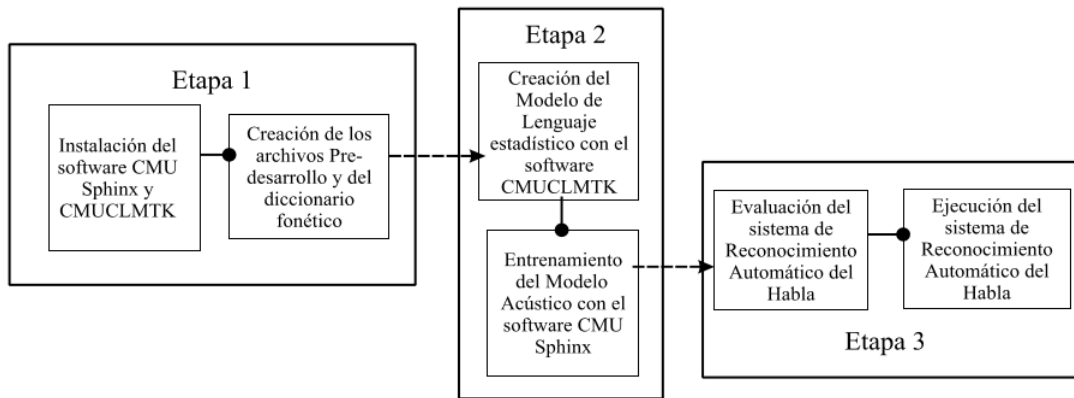 Etapa 1
Instalación del
software CMU
Sphinx y
CMUCLMTK
Creación de los
archivos Pre-
desarrollo y del
diccionario
fonético
Etapa 2
Creación del
Modelo de
Lenguaje
estadístico con el
software
CMUCLMTK
Entrenamiento
del Modelo
Acústico con el
software CMU
Sphinx
Evaluación del
sistema de
Reconocimiento
Automático del
Habla
Ejecución del
sistema de
Reconocimiento
Automático del
Habla
Etapa 3